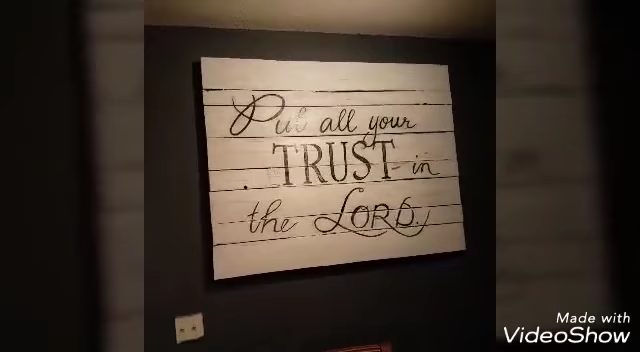 Put all your
TRUST in
the LORD.
Made with
VideoShow